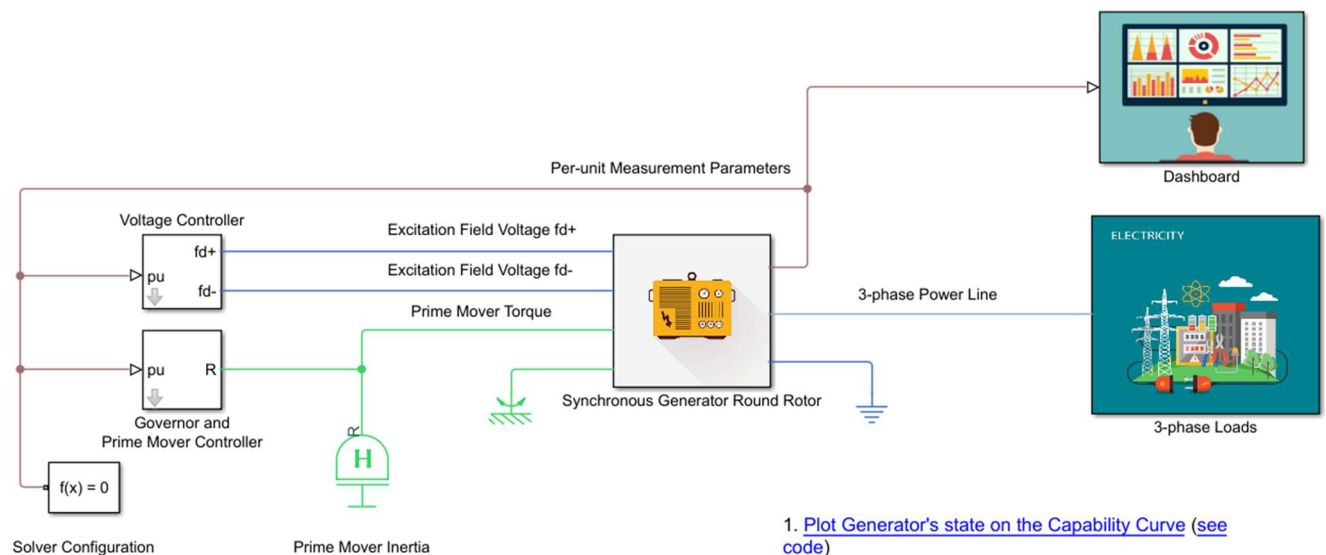 Per-unit Measurement Parameters
Dashboard
Voltage Controller
fd+
pu
fd-
Excitation Field Voltage fd+
Excitation Field Voltage fd-
Prime Mover Torque
3-phase Power Line
ELECTRICITY
pu
R
Governor and
Prime Mover Controller
Synchronous Generator Round Rotor
3-phase Loads
R
H
f(x) = 0
Solver Configuration
Prime Mover Inertia
1. Plot Generator's state on the Capability Curve (see
code)